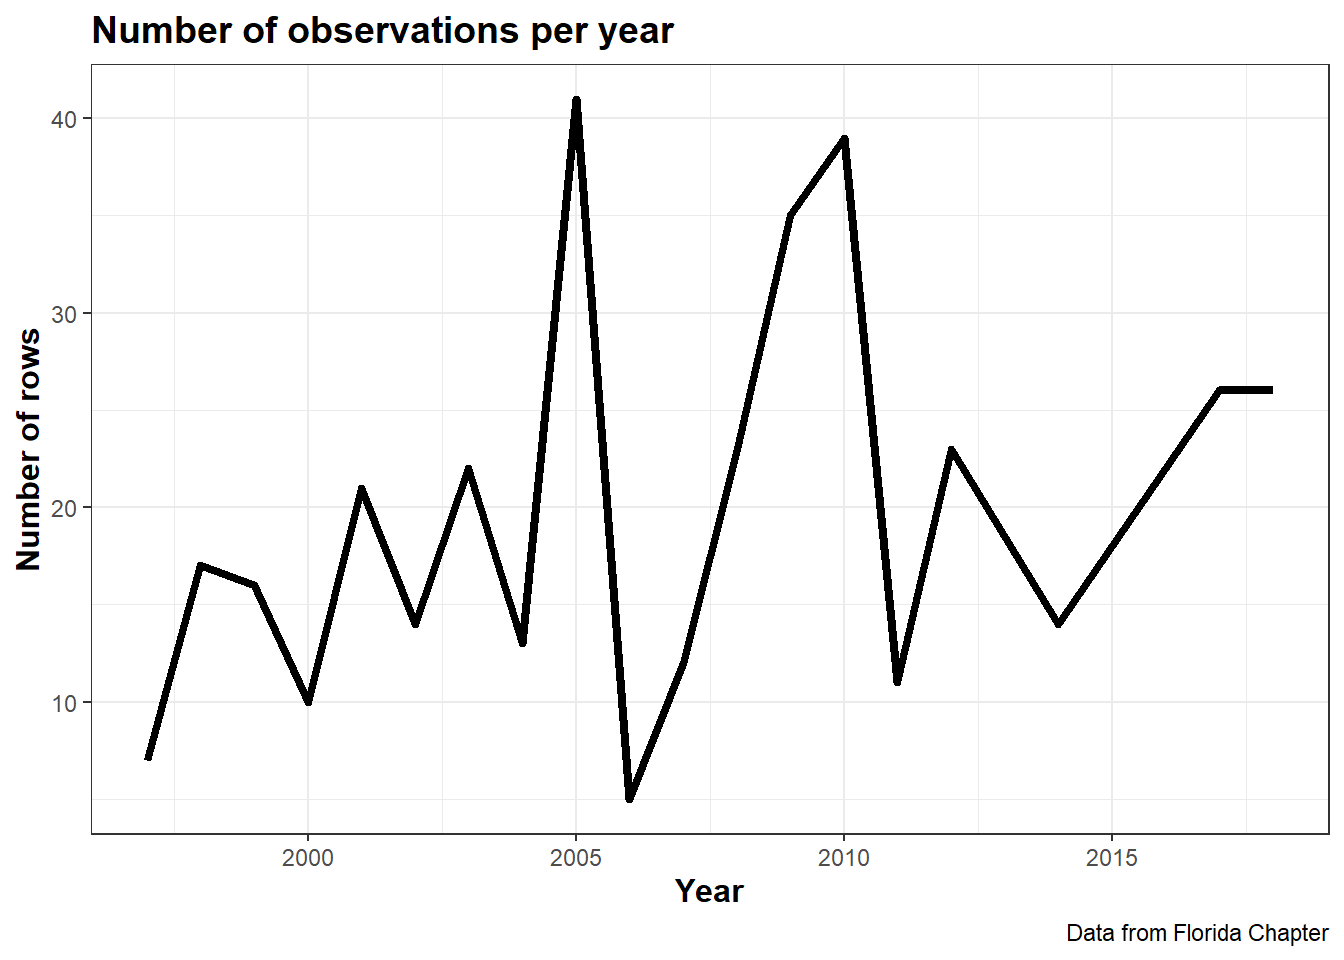 Number of observations per year
Number of rows
40
30
20
10
2000 2005 2010 2015
Year
Data from Florida Chapter